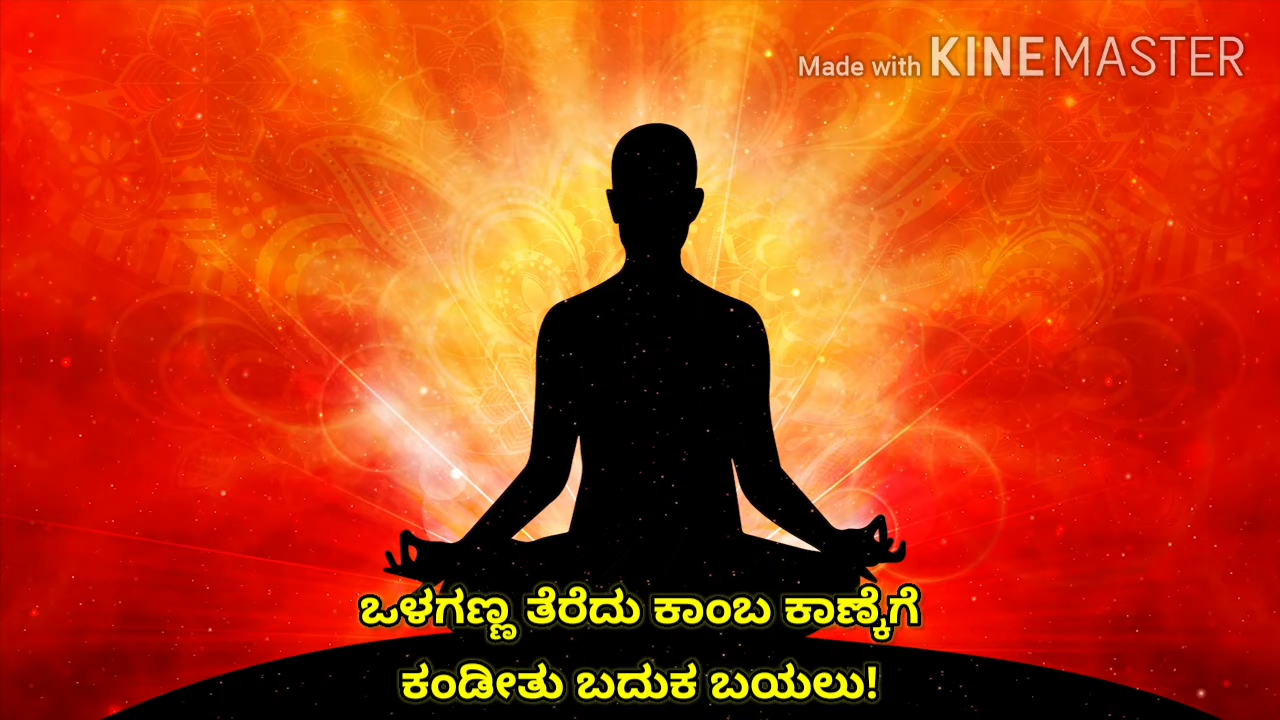 Made with KINEMASTER
ಒಳಗಣ್ಣ ತೆರೆದು ಕಾಂಬ ಕಾಣ್ಕೆಗೆ
ಕಂಡೀತು ಬದುಕ ಬಯಲು!